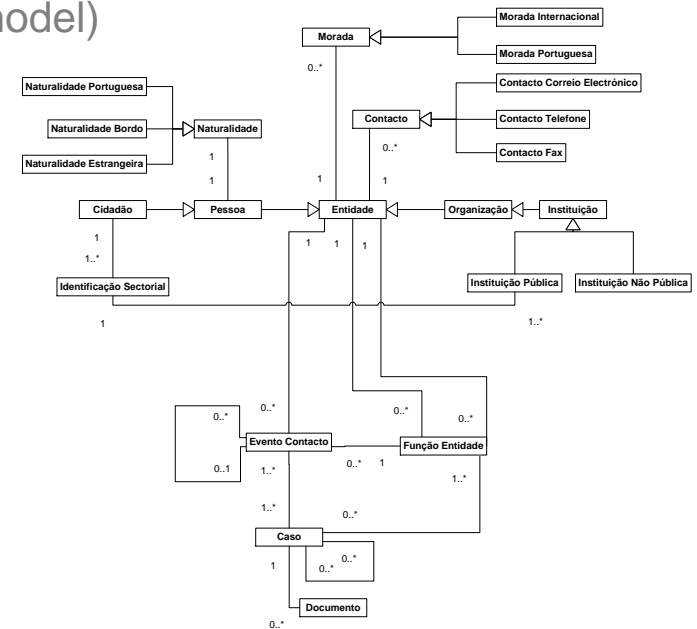 nodel)
Morada Internacional
Morada
0..*
Morada Portuguesa
Naturalidade Portuguesa
Contacto Correio Electrónico
Naturalidade Bordo
Naturalidade
Contacto
Contacto Telefone
0..*
Naturalidade Estrangeira
1
Contacto Fax
1
1
1
Cidadão
Pessoa
Entidade
Organização
Instituição
1
1
1
1
1..*
Identificação Sectorial
Instituição Pública
Instituição Não Pública
1
1..*
0..*
0..*
0..*
0..*
Evento Contacto
Função Entidade
0..1
1..*
0..*
1
1..*
1..*
0..*
Caso
1
0..*
0..*
Documento
0..*